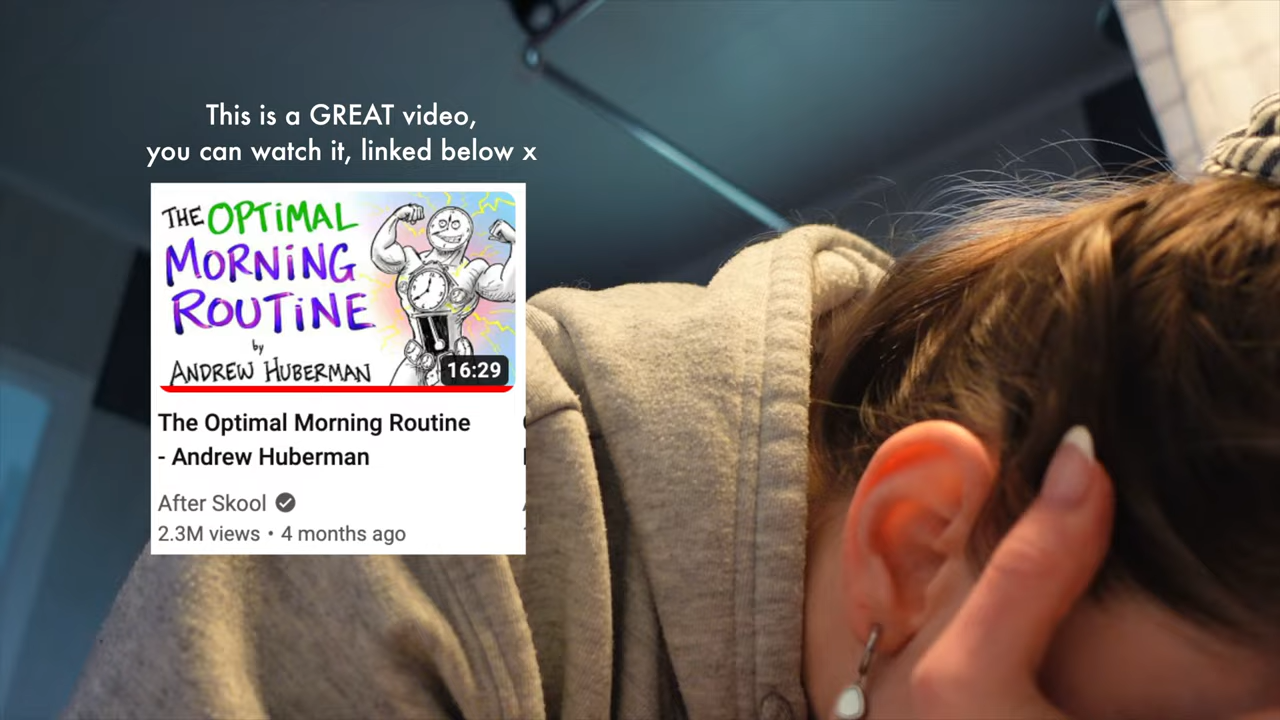 This is a GREAT video,
you can watch it, linked below x
THE OPTiMAL
MORNiNG
ROUTiNE
by
ANDREW HUBERMAN
16:29
The Optimal Morning Routine
- Andrew Huberman
After Skool
2.3M views • 4 months ago